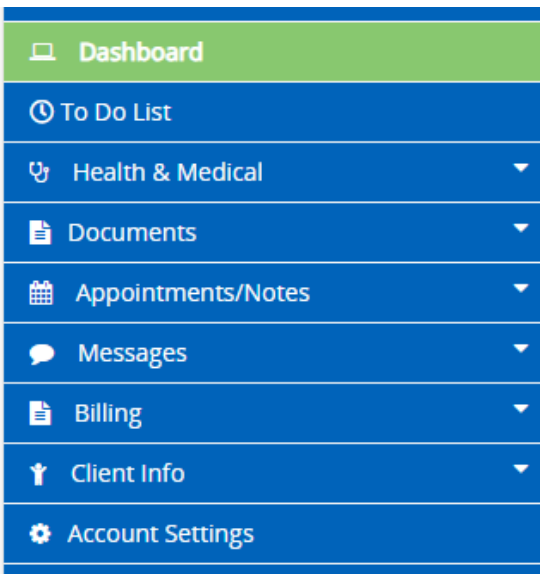 Dashboard
To Do List
Health & Medical
Documents
Appointments/Notes
Messages
Billing
Client Info
Account Settings